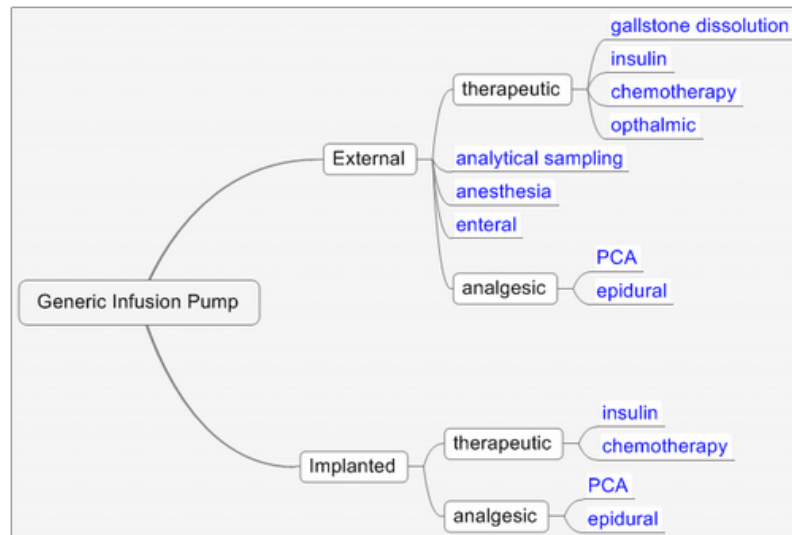 Generic Infusion Pump
External
therapeutic
gallstone dissolution
insulin
chemotherapy
opthalmic
analytical sampling
anesthesia
enteral
analgesic
PCA
epidural
Implanted
therapeutic
insulin
chemotherapy
analgesic
PCA
epidural